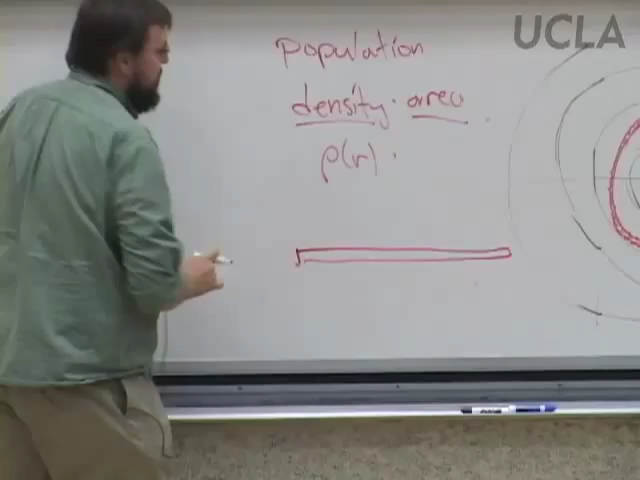 UCLA
population
density · area
ρ(r) ·